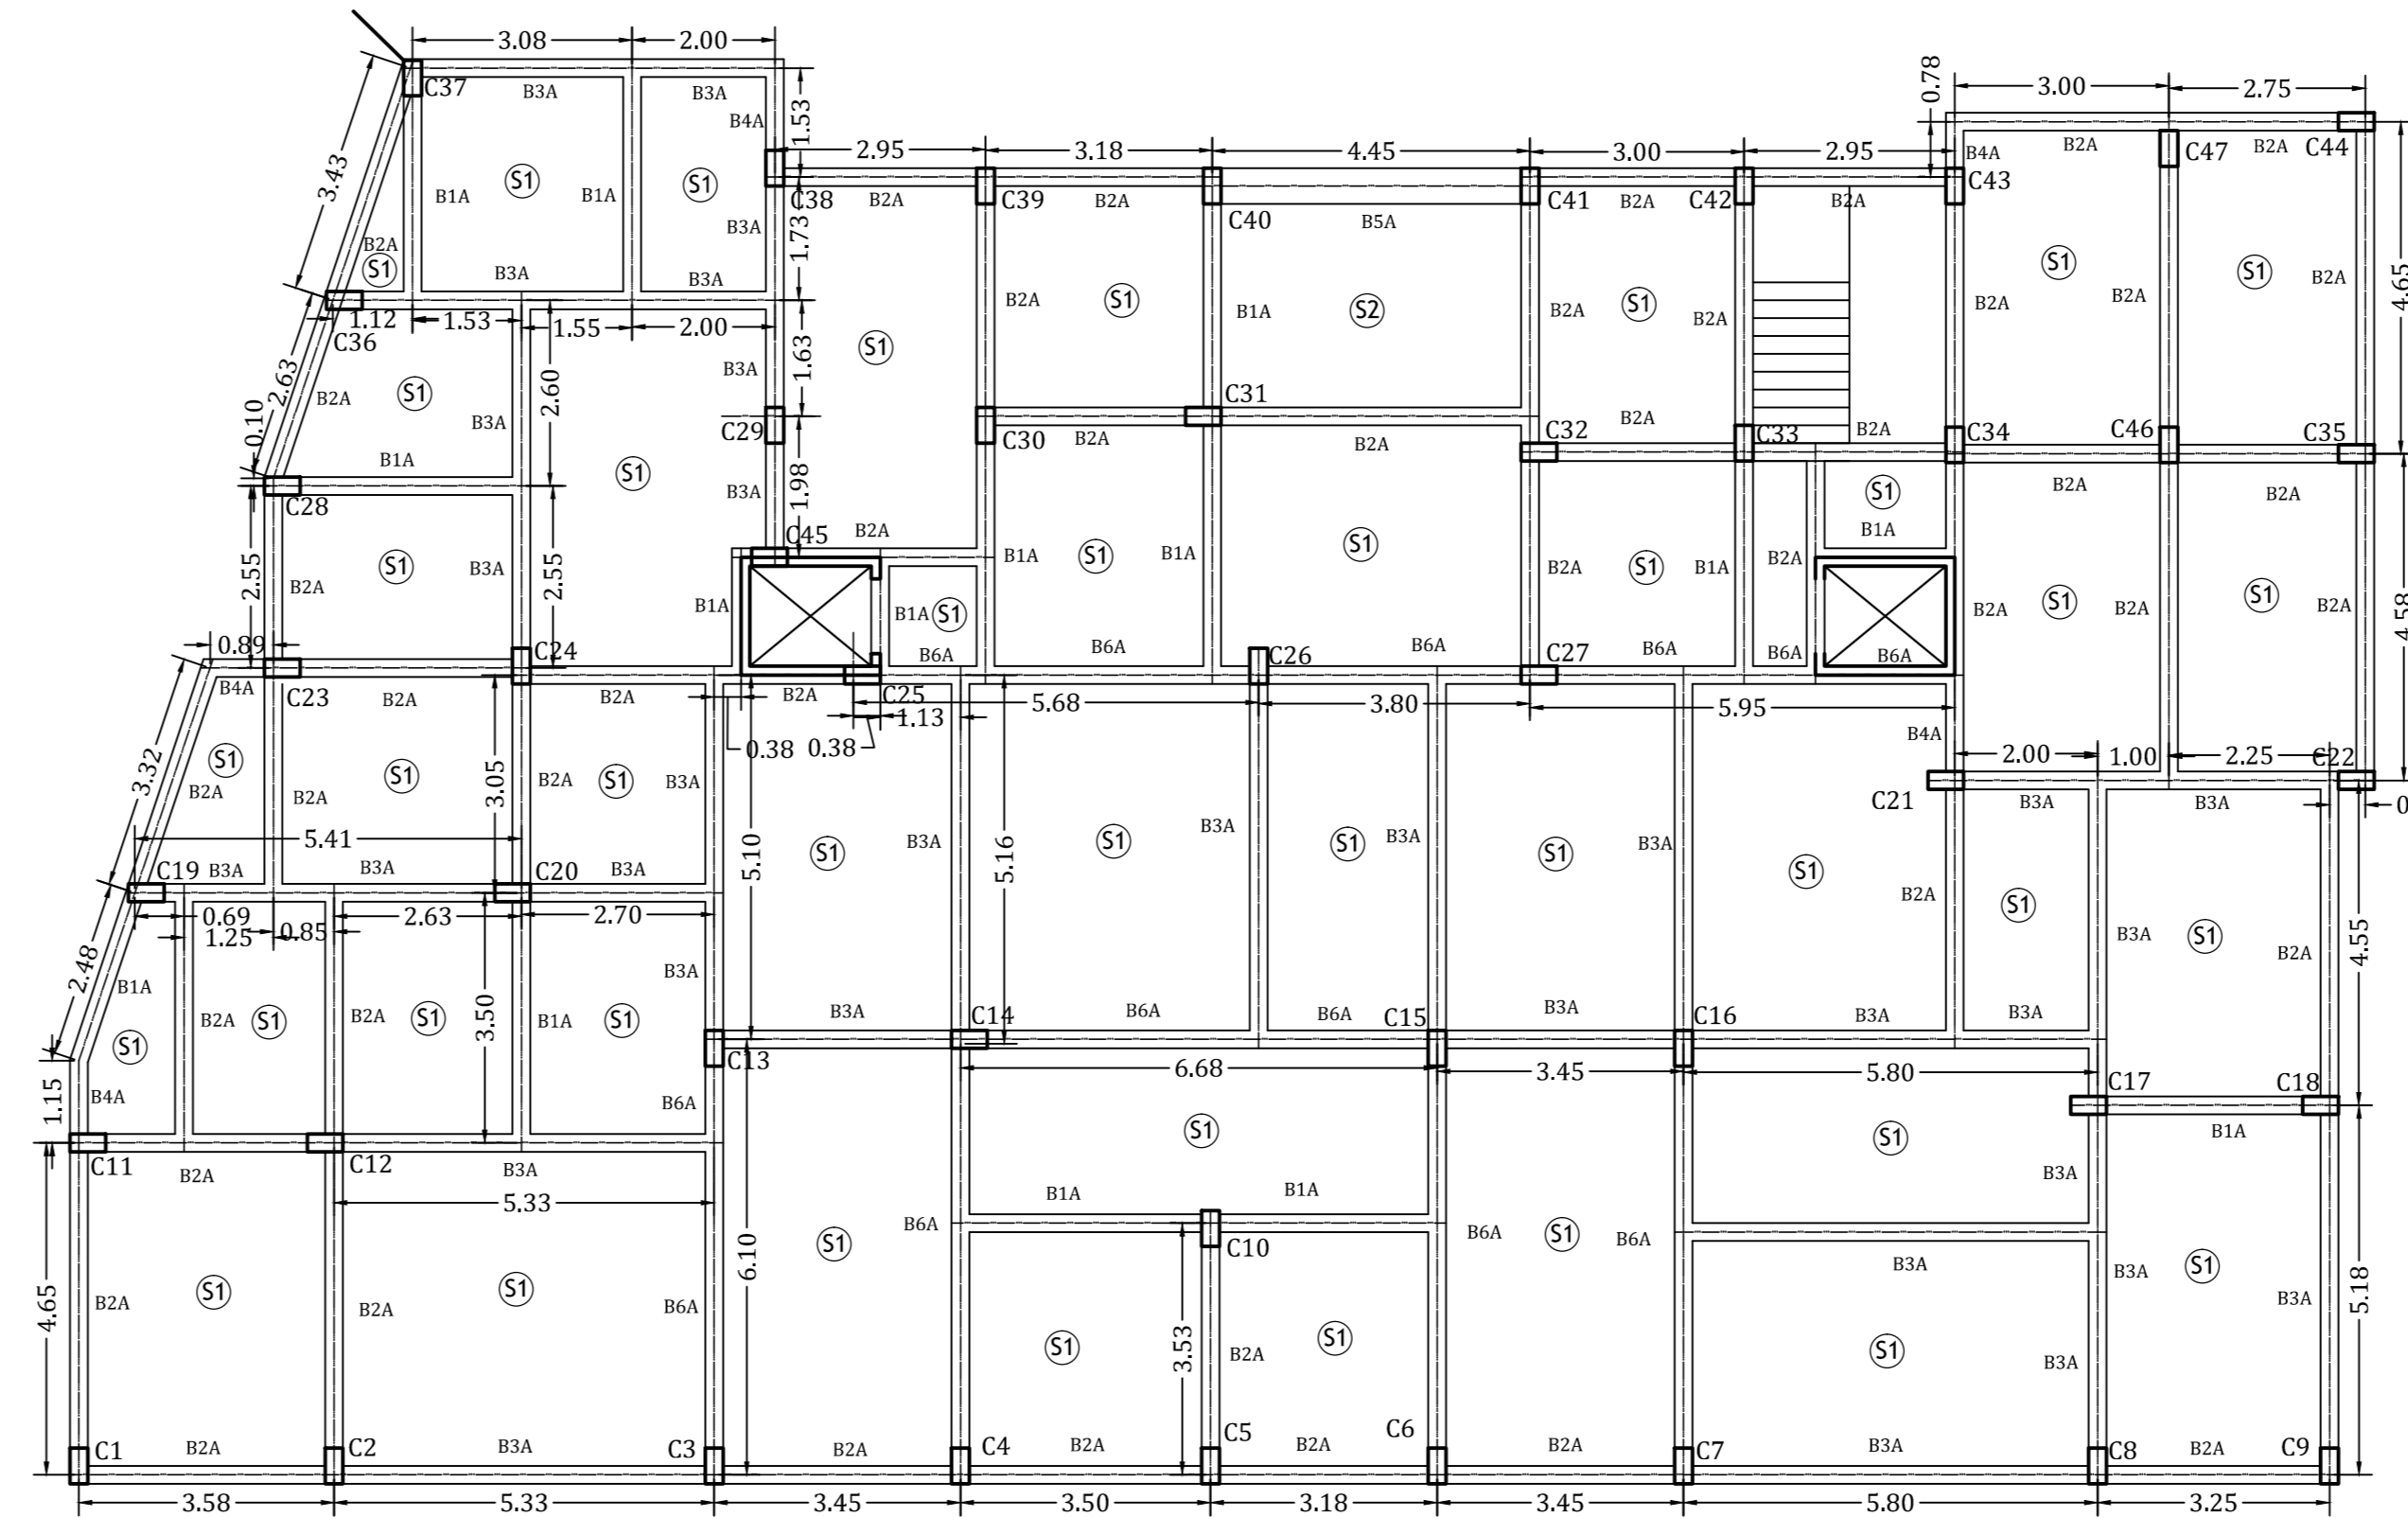 3.08 2.00
C37 B3A B3A 1.53 0.78 3.00 2.75
B4A 2.95 3.18 4.45 3.00 2.95 B4A B2A B2A C44
3.43 B1A S1 B1A S1 C38 B2A C39 B2A C40 B5A C41 B2A C42 B2A C43 C47
B2A S1 B3A B3A B3A 1.73 S1 S1 B2A 4.65
1.12 1.53 1.55 2.00 B2A S1 B1A S2 B2A S1 B2A B2A B2A
C36 2.63 B2A S1 B3A 2.60 B3A 1.63 S1
0.10 B1A S1 C29 C30 B2A C31 B2A C32 B2A C33 B2A C34 C46 C35
C28 B3A 1.98 S1 B1A B2A B2A
2.55 B2A S1 B3A 2.55 C45 B2A B1A S1 B1A S1 B2A S1 B1A B2A
B1A B1A S1 B2A S1 B2A S1 B2A 4.58
0.89 C24 B6A B6A C26 B6A C27 B6A B6A B6A
B4A C23 B2A B2A B2A C25 5.68 3.80 5.95
1.13 B4A 2.00 1.00 2.25 C22
0.38 0.38
3.32 S1 B2A B2A S1 3.05 B2A S1 B3A C21 B3A B3A 0
5.41 5.10 S1 B3A 5.16 S1 B3A S1 B3A S1 B3A S1
C19 B3A B3A C20 B3A B2A S1
0.69 2.63 2.70 B3A S1 B2A 4.55
1.25 0.85
2.48 B1A B3A
B2A S1 B2A S1 3.50 B1A S1 B3A C14 B6A B6A C15 B3A C16 B3A B3A
S1 C13
1.15 B4A B6A 6.68 3.45 5.80 C17 C18
C11 C12 B3A S1 S1 B1A
B2A B3A
5.33 B1A B1A
B6A C10 B6A S1 B6A
4.65 B2A S1 B2A S1 B6A 6.10 S1 B3A B3A S1 B3A 5.18
3.53 B2A S1 S1 B3A
S1
C1 B2A C2 B3A C3 B2A C4 B2A C5 B2A C6 B2A C7 B3A C8 B2A C9
3.58 5.33 3.45 3.50 3.18 3.45 5.80 3.25